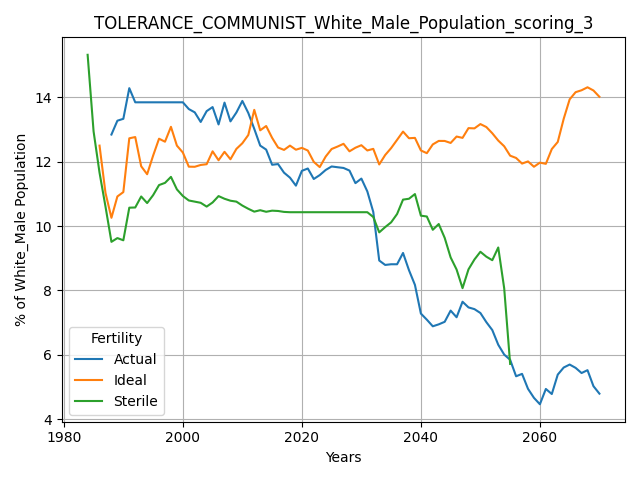 TOLERANCE_COMMUNIST_White_Male_Population_scoring_3
% of White_Male Population
14
12
10
8
6
4
Fertility
Actual
Ideal
Sterile
1980
2000
2020
2040
2060
Years